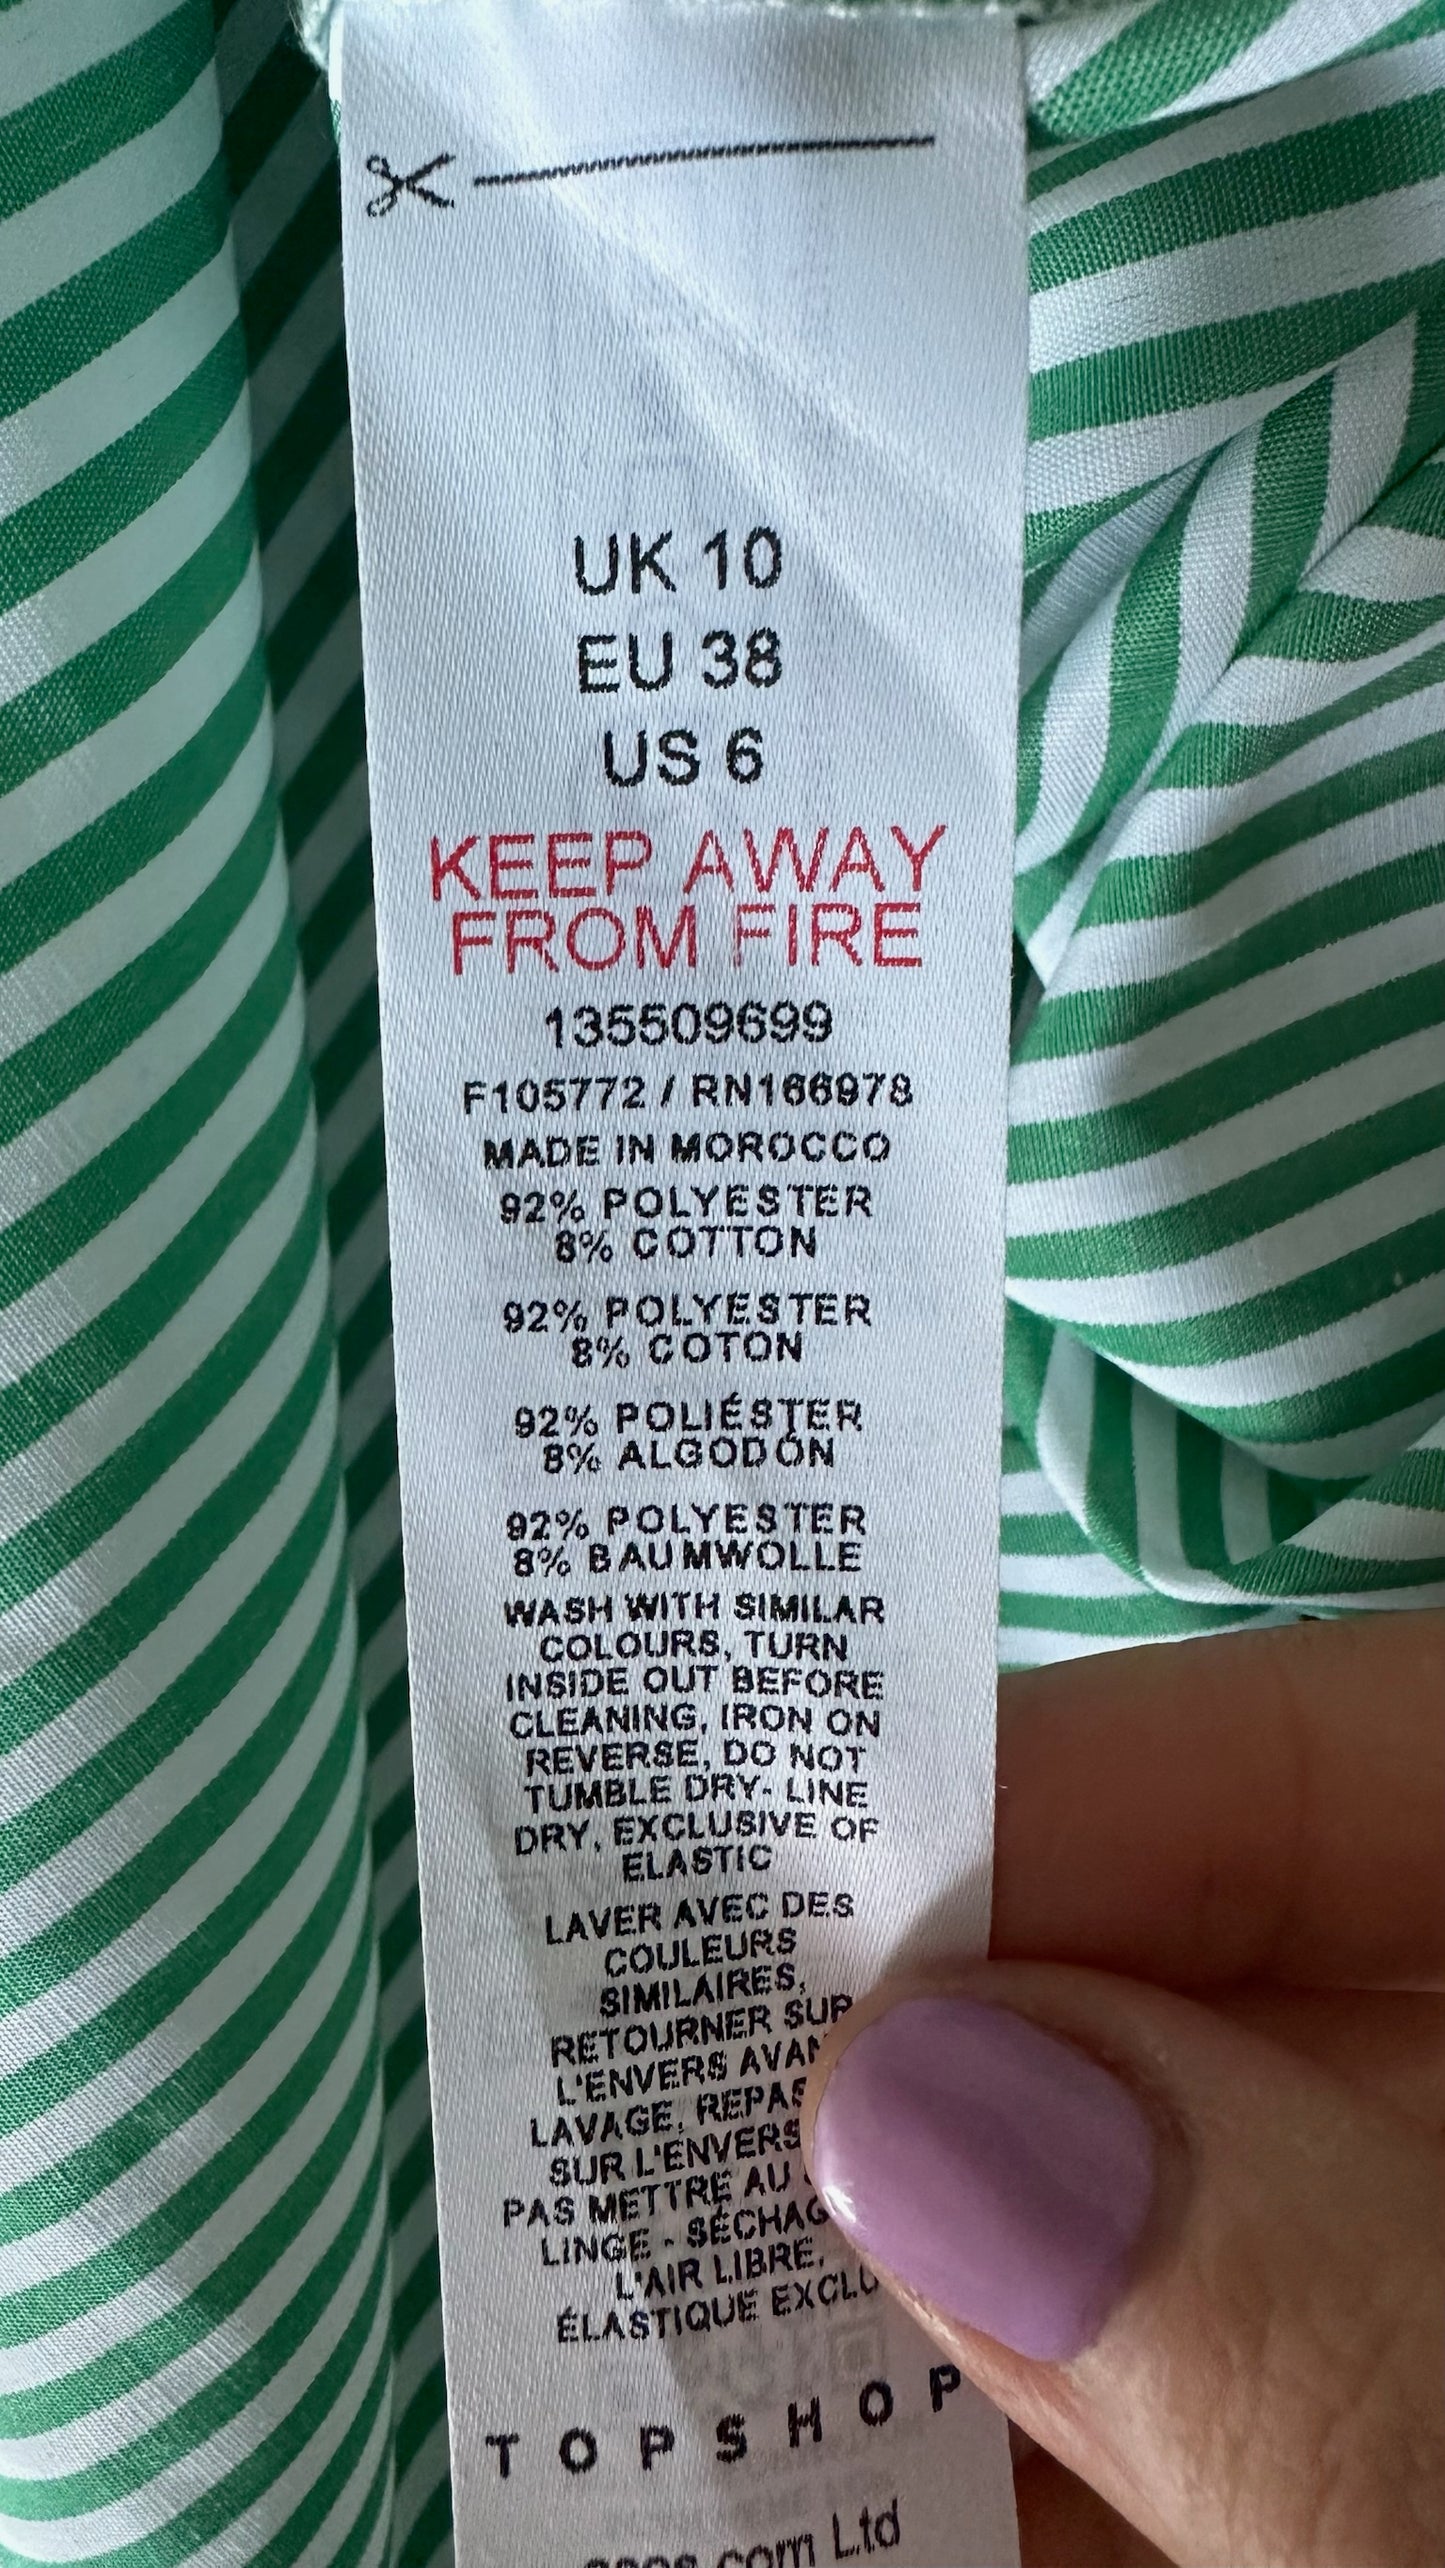 UK 10
EU 38
US 6
KEEP AWAY
FROM FIRE
135509699
F105772 / RN166978
MADE IN MOROCCO
92% POLYESTER
8% COTTON
92% POLYESTER
8% COTON
92% POLIÉSTER
8% ALGODÓN
92% POLYESTER
8% BAUMWOLLE
WASH WITH SIMILAR
COLOURS, TURN
INSIDE OUT BEFORE
CLEANING, IRON ON
REVERSE, DO NOT
TUMBLE DRY- LINE
DRY, EXCLUSIVE OF
ELASTIC
LAVER AVEC DES
COULEURS
SIMILAIRES,
RETOURNER SUR
L'ENVERS
LAVAGE,
SUR L'ENVERS
PAS METTRE AU
LINGE -
L'AIR LIBRE,
ÉLASTIQUE
TOPSHOP
Ltd